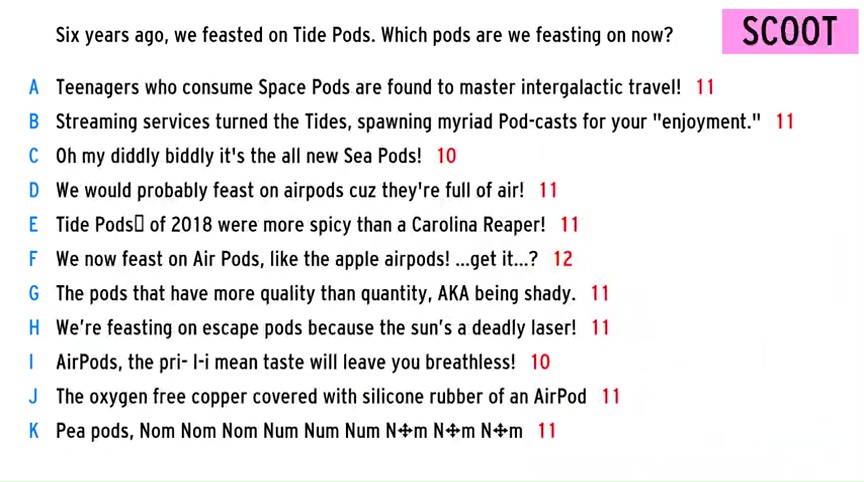 Six years ago, we feasted on Tide Pods. Which pods are we feasting on now?
SCOOT
A Teenagers who consume Space Pods are found to master intergalactic travel! 11
B Streaming services turned the Tides, spawning myriad Pod-casts for your "enjoyment." 11
C Oh my diddly biddly it's the all new Sea Pods! 10
D We would probably feast on airpods cuz they're full of air! 11
E Tide Pods▯ of 2018 were more spicy than a Carolina Reaper! 11
F We now feast on Air Pods, like the apple airpods! ...get it...? 12
G The pods that have more quality than quantity, AKA being shady. 11
H We’re feasting on escape pods because the sun’s a deadly laser! 11
I AirPods, the pri- I-i mean taste will leave you breathless! 10
J The oxygen free copper covered with silicone rubber of an AirPod 11
K Pea pods, Nom Nom Nom Num Num Num N✢m N✢m N✢m 11